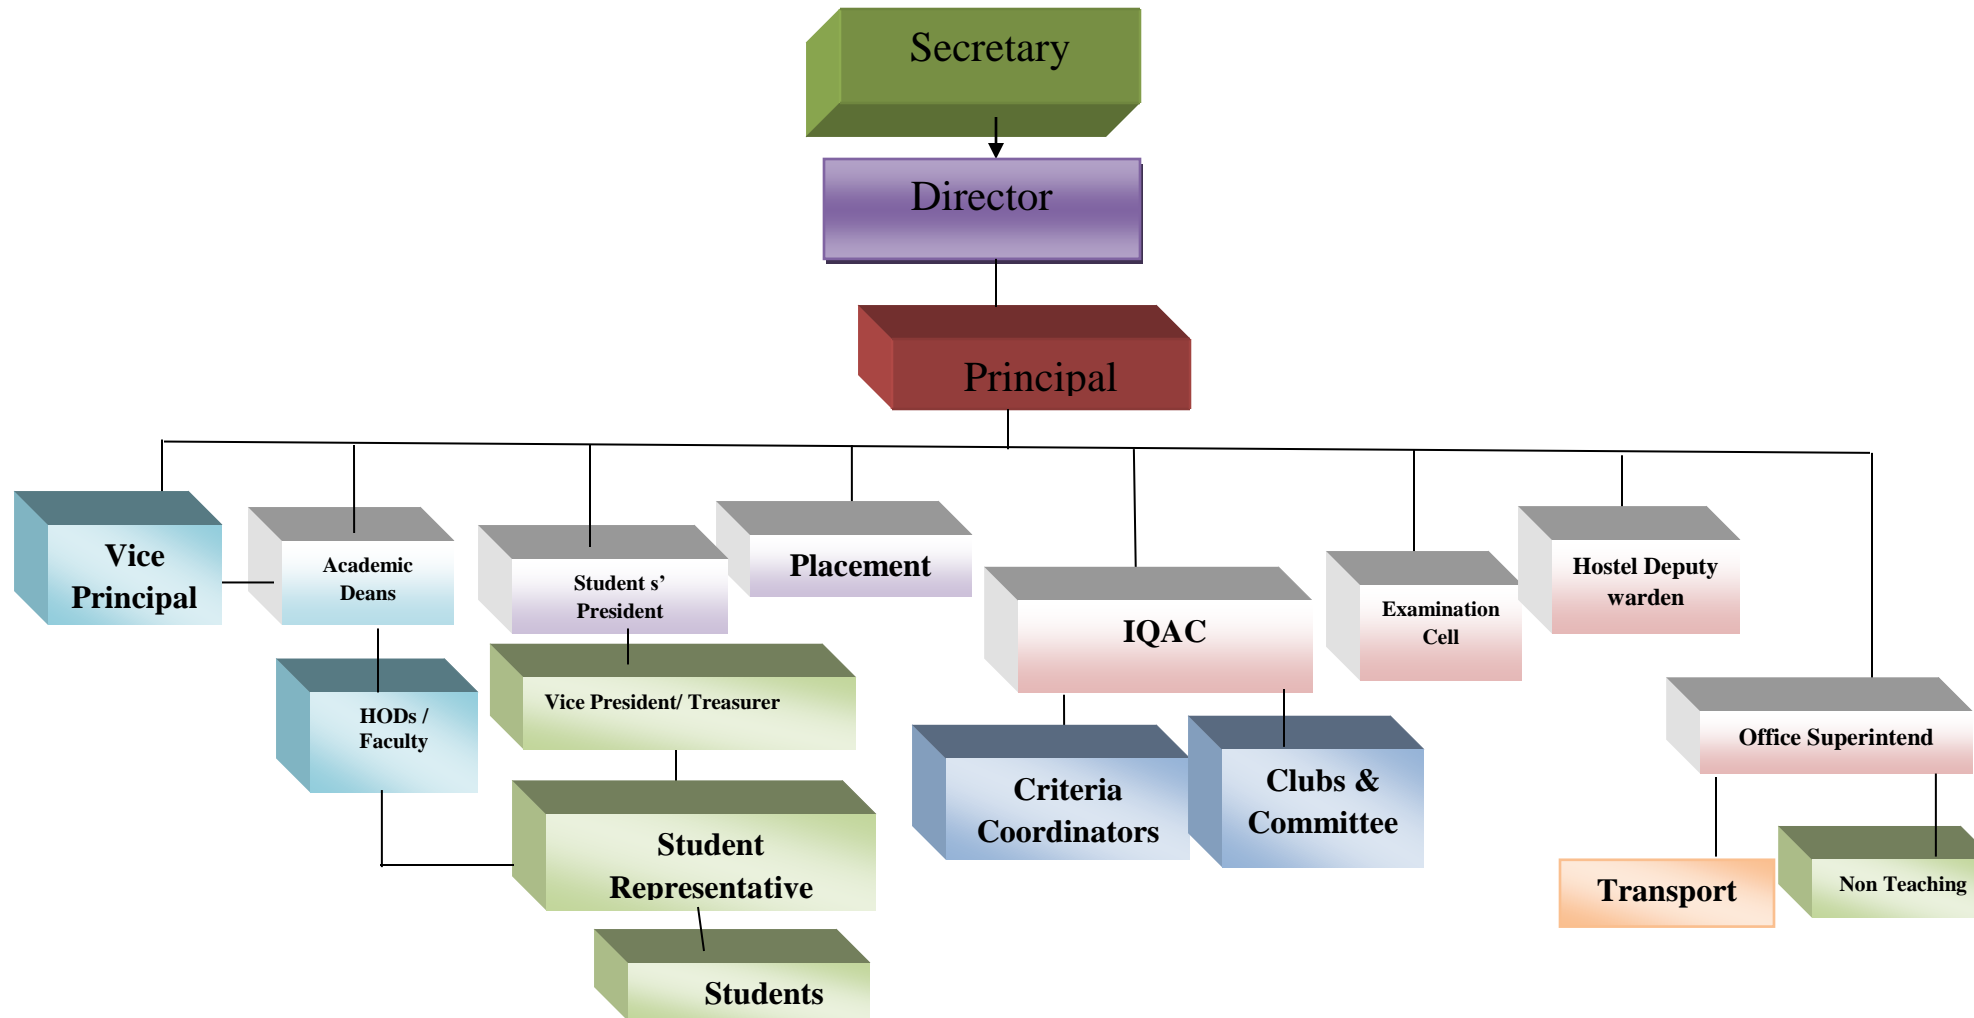 Secretary
Director
Principal
Vice
Principal
Academic
Deans
Student s’
President
Placement
IQAC
Examination
Cell
Hostel Deputy
warden
Office Superintend
HODs /
Faculty
Vice President/ Treasurer
Criteria
Coordinators
Clubs &
Committee
Student
Representative
Transport
Non Teaching
Students